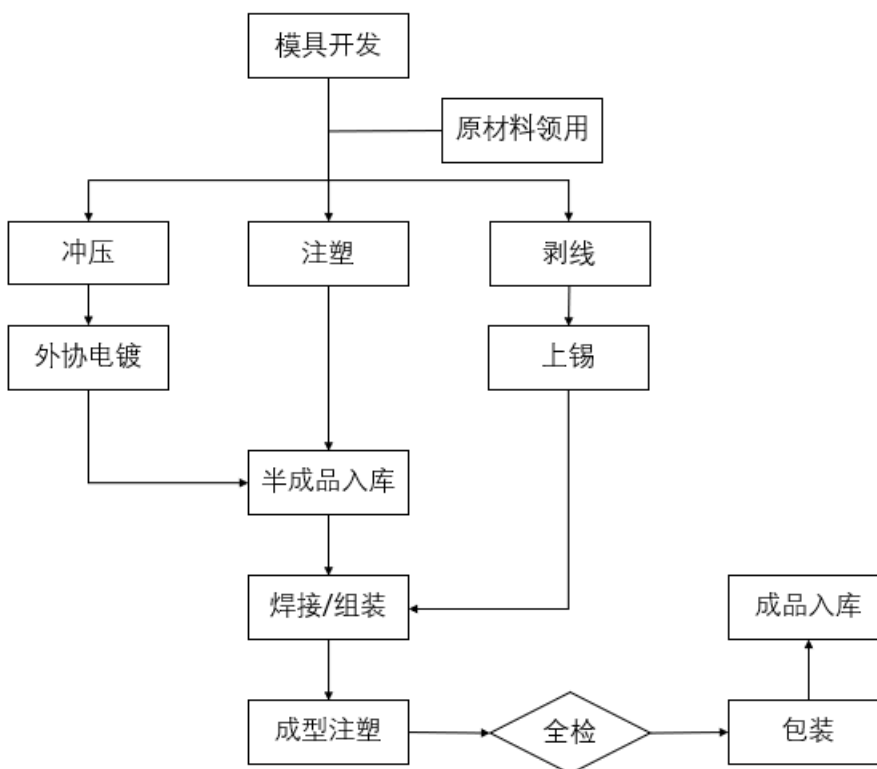 模具开发
原材料领用
冲压
注塑
剥线
外协电镀
上锡
半成品入库
焊接/组装
成品入库
成型注塑
全检
包装